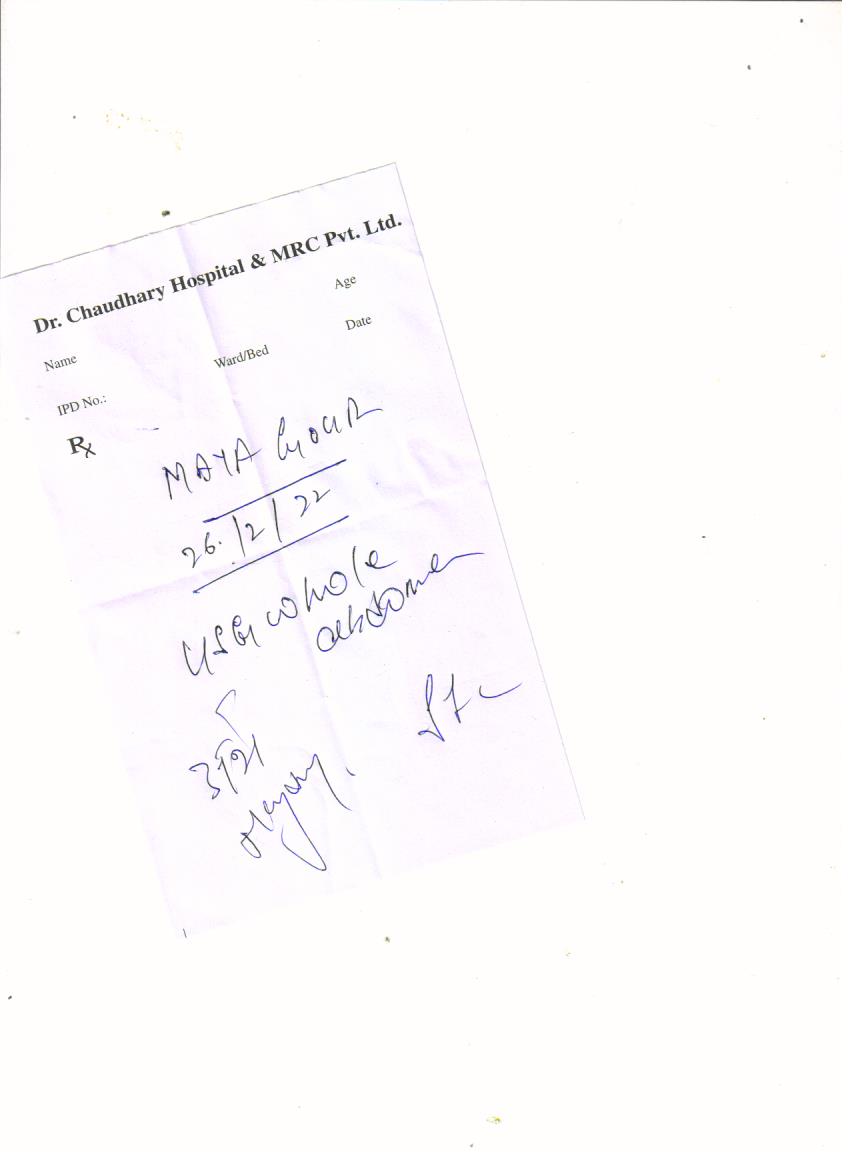 Dr. Chaudhary Hospital & MRC Pvt. Ltd.
Name
Age
Ward/Bed
Date
IPD No.:
Rx
MAYA GOUR
26.12/22
USG whole
abdomen